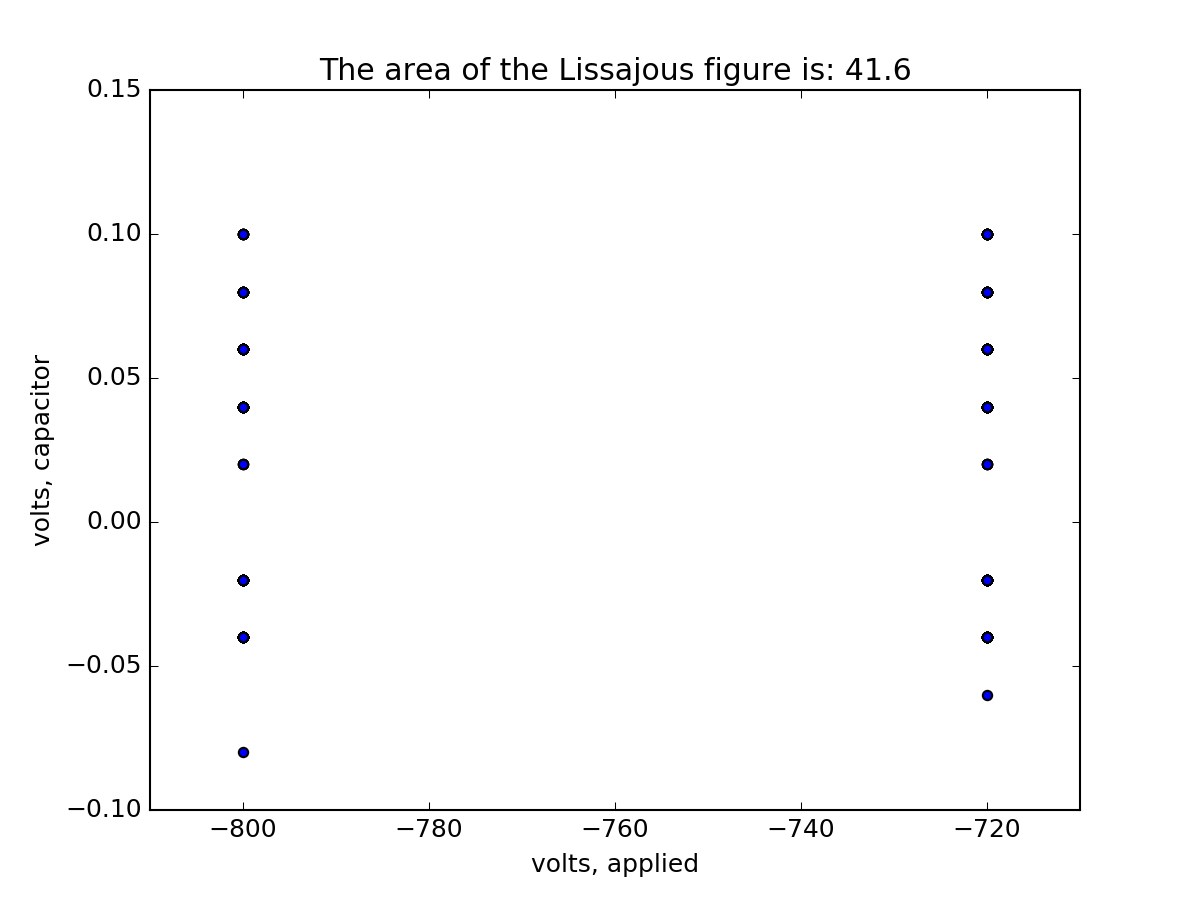 The area of the Lissajous figure is: 41.6
0.15
0.10
0.05
0.00
−0.05
−0.10
volts, capacitor
−800 −780 −760 −740 −720
volts, applied